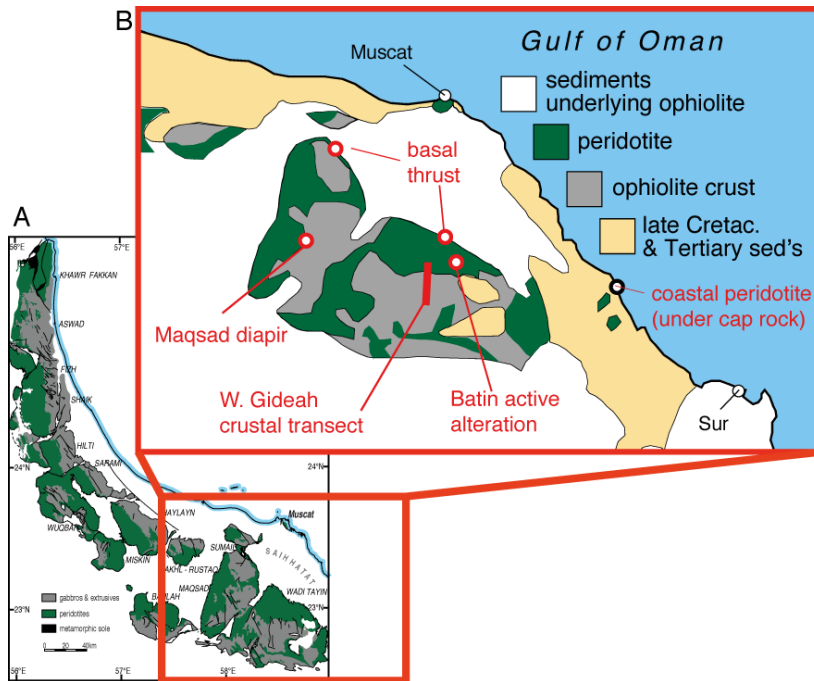 B
Gulf of Oman
Muscat
sediments
underlying ophiolite
peridotite
ophiolite crust
late Cretac.
& Tertiary sed's
basal
thrust
Maqsad diapir
W. Gideah
crustal transect
Batin active
alteration
coastal peridotite
(under cap rock)
Sur
A
56°E
57°E
KHAWR FAKKAN
ASWAD
FIZH
SHAIK
HILTI
SARAMI
24°N
24°N
WUQBAH
HAYLAYN
Muscat
MISKIN
SUMAIL
SAIH HATAT
NAKHL - RUSTAQ
MAQSAD
WADI TAYIN
BAHLAH
23°N
23°N
gabbros & extrusives
peridotites
metamorphic sole
0 20 40km
56°E
57°E
58°E